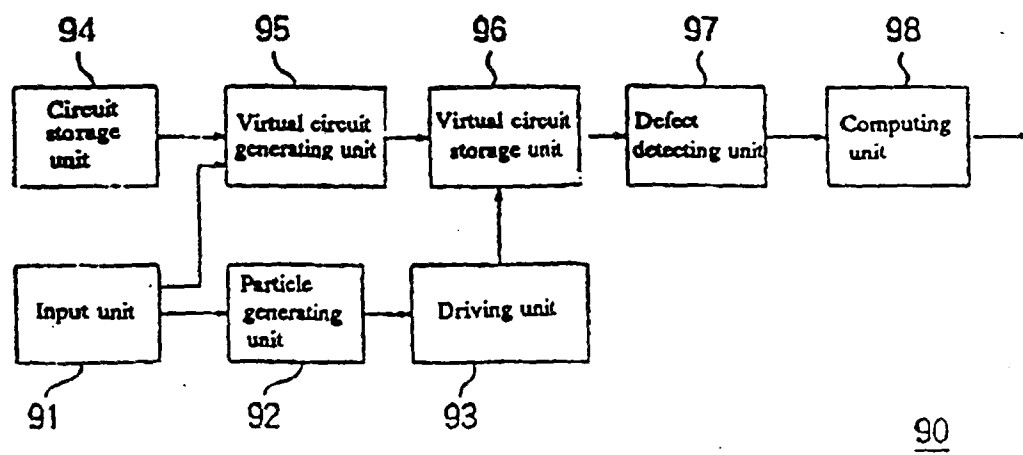 94
95
96
97
98
Circuit
storage
unit
Virtual circuit
generating unit
Virtual circuit
storage unit
Defect
detecting unit
Computing
unit
Input unit
Particle
generating
unit
Driving unit
91
92
93
90